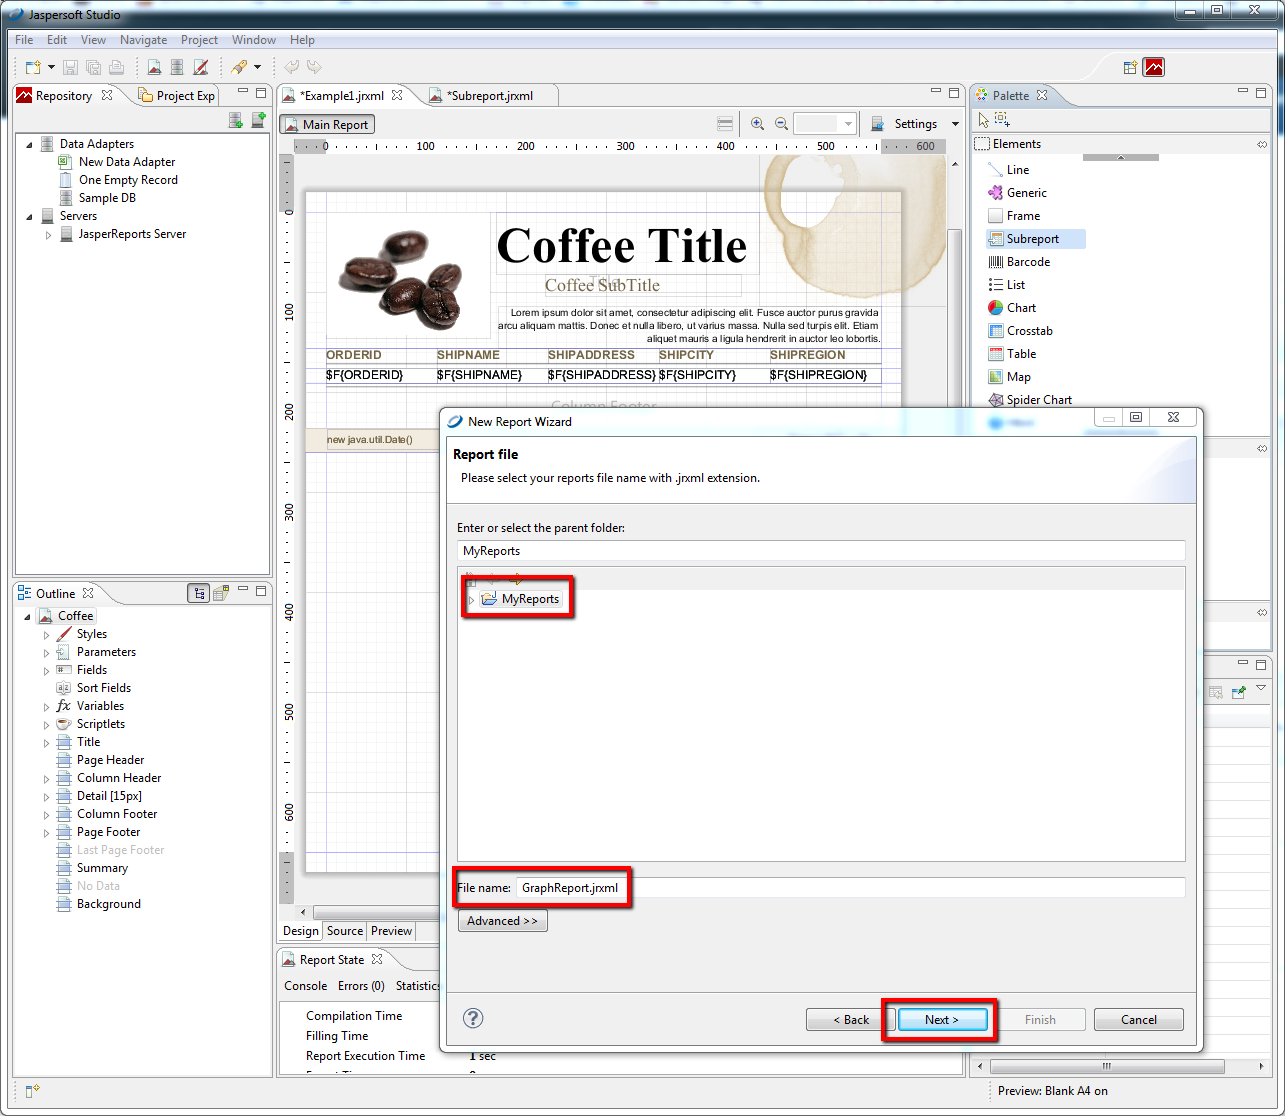 Jaspersoft Studio
File Edit View Navigate Project Window Help
Repository
Project Exp
*Example1.jrxml
*Subreport.jrxml
Palette
Main Report
Settings
Data Adapters
New Data Adapter
One Empty Record
Sample DB
Servers
JasperReports Server
0 100 200 300 400 500 600
0
100
200
300
400
500
600
Coffee Title
Title
Coffee SubTitle
Lorem ipsum dolor sit amet, consectetur adipiscing elit. Fusce auctor purus gravida
arcu aliquam mattis. Donec et nulla libero, ut varius massa. Nulla sed turpis elit. Etiam
aliquet mauris a ligula hendrerit in auctor leo lobortis.
ORDERID SHIPNAME SHIPADDRESS SHIPCITY SHIPREGION
$F{ORDERID} $F{SHIPNAME} $F{SHIPADDRESS} $F{SHIPCITY} $F{SHIPREGION}
Column Footer
new java.util.Date()
Elements
Line
Generic
Frame
Subreport
Barcode
List
Chart
Crosstab
Table
Map
Spider Chart
Outline
Coffee
Styles
Parameters
Fields
Sort Fields
Variables
Scriptlets
Title
Page Header
Column Header
Detail [15px]
Column Footer
Page Footer
Last Page Footer
Summary
No Data
Background
New Report Wizard
Report file
Please select your reports file name with .jrxml extension.
Enter or select the parent folder:
MyReports
MyReports
File name: GraphReport.jrxml
Advanced >>
< Back
Next >
Finish
Cancel
Design Source Preview
Report State
Console Errors (0) Statistics
Compilation Time
Filling Time
Report Execution Time 1 sec
Preview: Blank A4 on